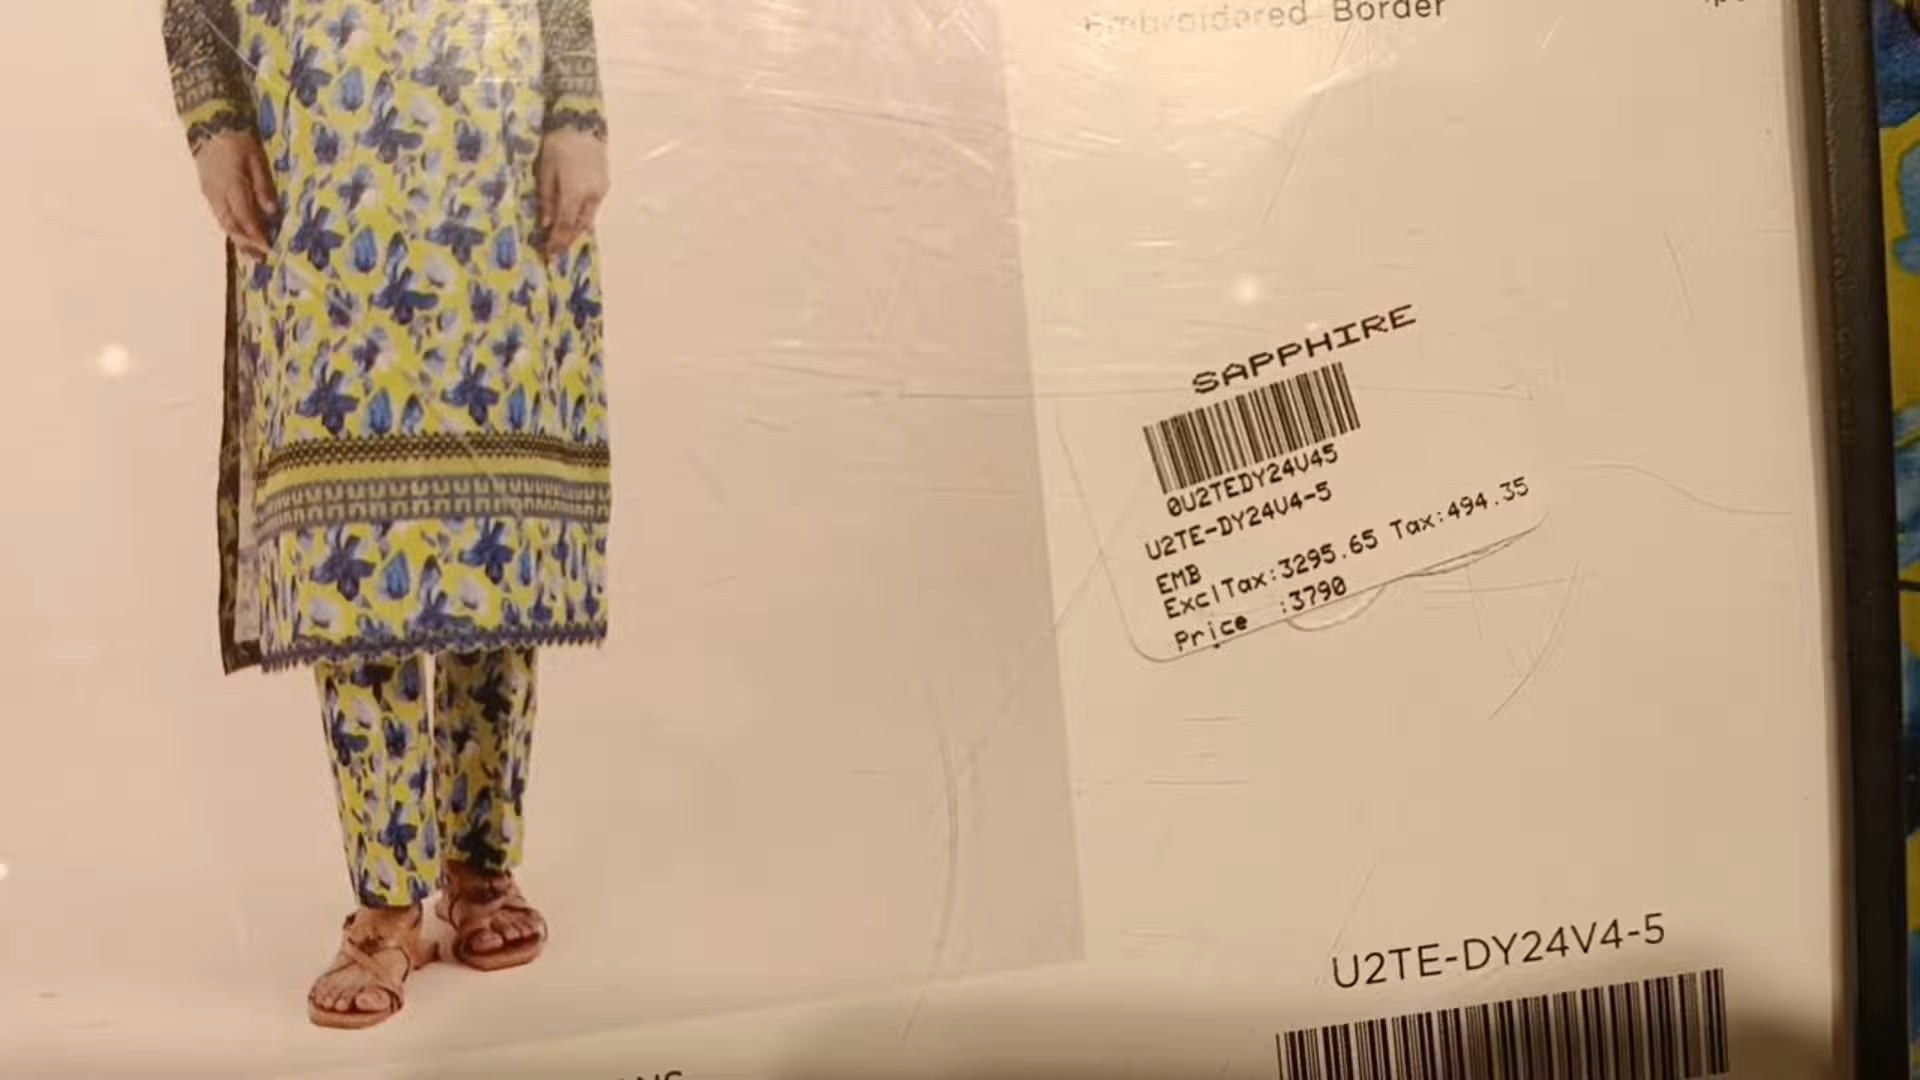 Embroidered Border
SAPPHIRE
0U2TEDY24V45
U2TE-DY24V4-5
EMB
ExclTax:3295.65 Tax:494.35
Price :3790
U2TE-DY24V4-5